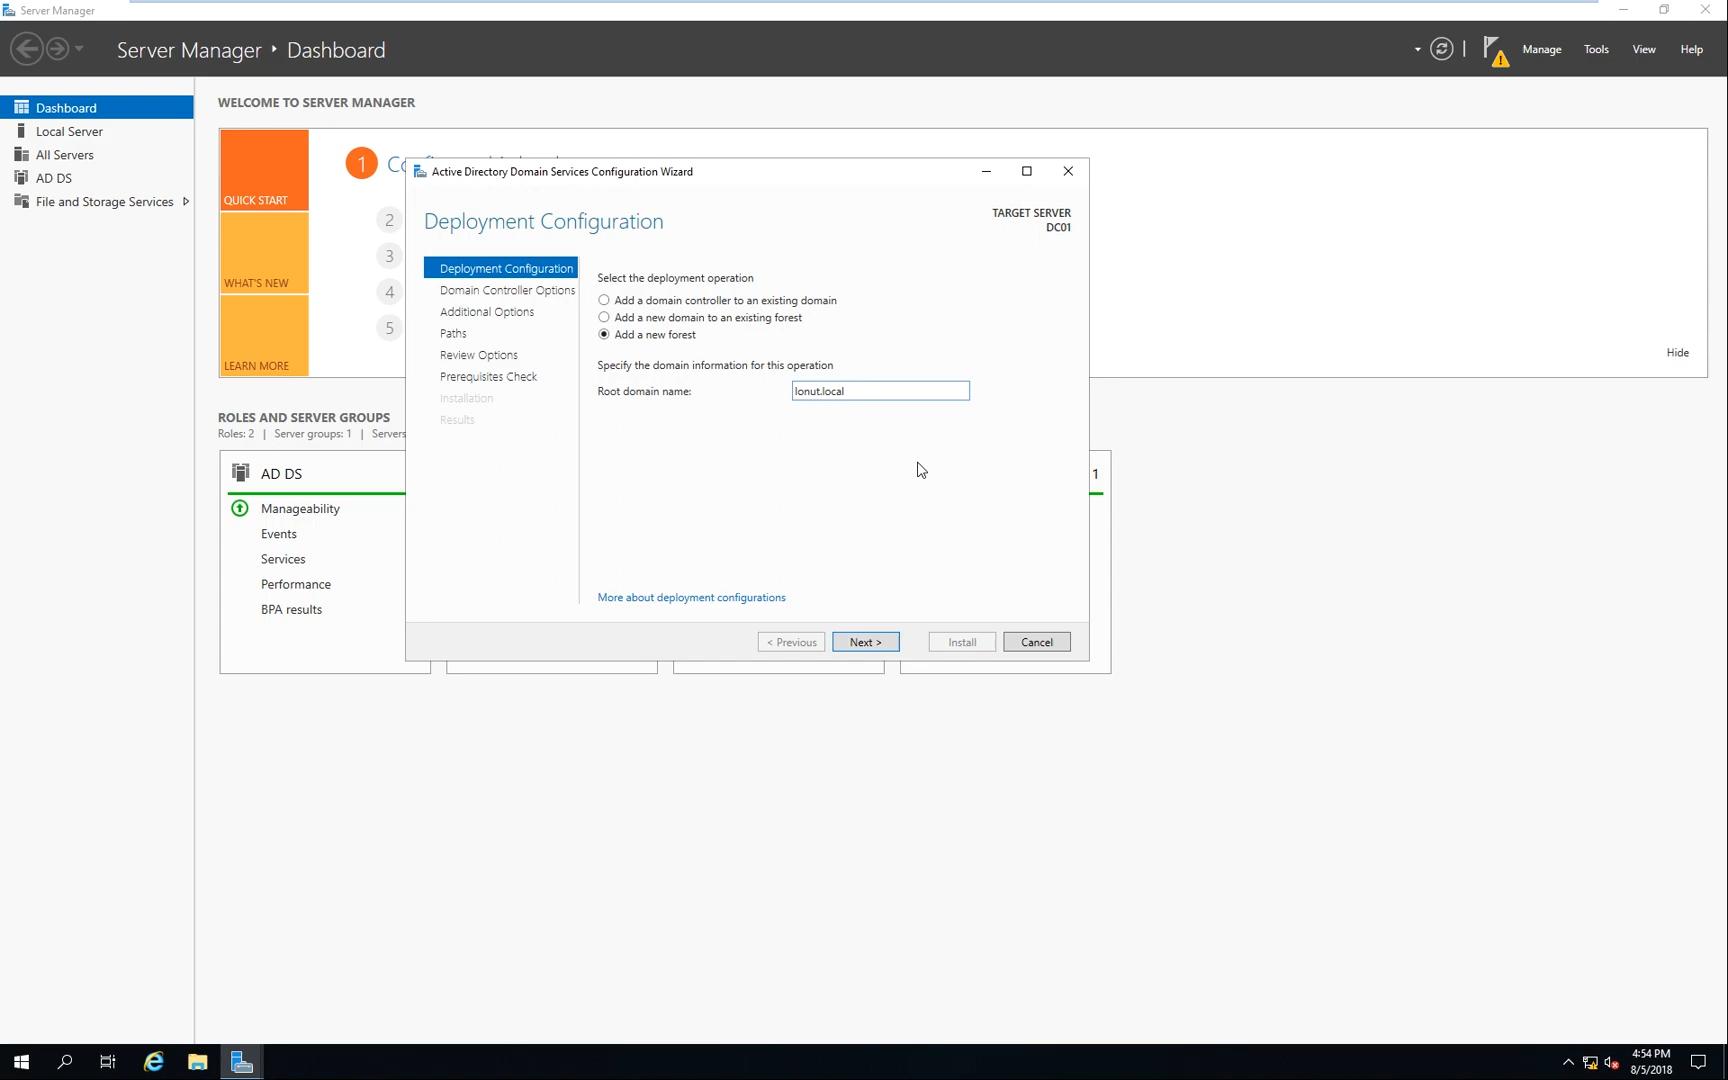 Server Manager
Server Manager ‣ Dashboard
Manage
Tools
View
Help
Dashboard
Local Server
All Servers
AD DS
File and Storage Services
WELCOME TO SERVER MANAGER
QUICK START
WHAT'S NEW
LEARN MORE
1
2
3
4
5
Hide
Active Directory Domain Services Configuration Wizard
Deployment Configuration
TARGET SERVER
DC01
Deployment Configuration
Domain Controller Options
Additional Options
Paths
Review Options
Prerequisites Check
Installation
Results
Select the deployment operation
Add a domain controller to an existing domain
Add a new domain to an existing forest
Add a new forest
Specify the domain information for this operation
Root domain name:
Ionut.local
More about deployment configurations
< Previous
Next >
Install
Cancel
ROLES AND SERVER GROUPS
Roles: 2 | Server groups: 1 | Servers
AD DS
1
Manageability
Events
Services
Performance
BPA results
4:54 PM
8/5/2018